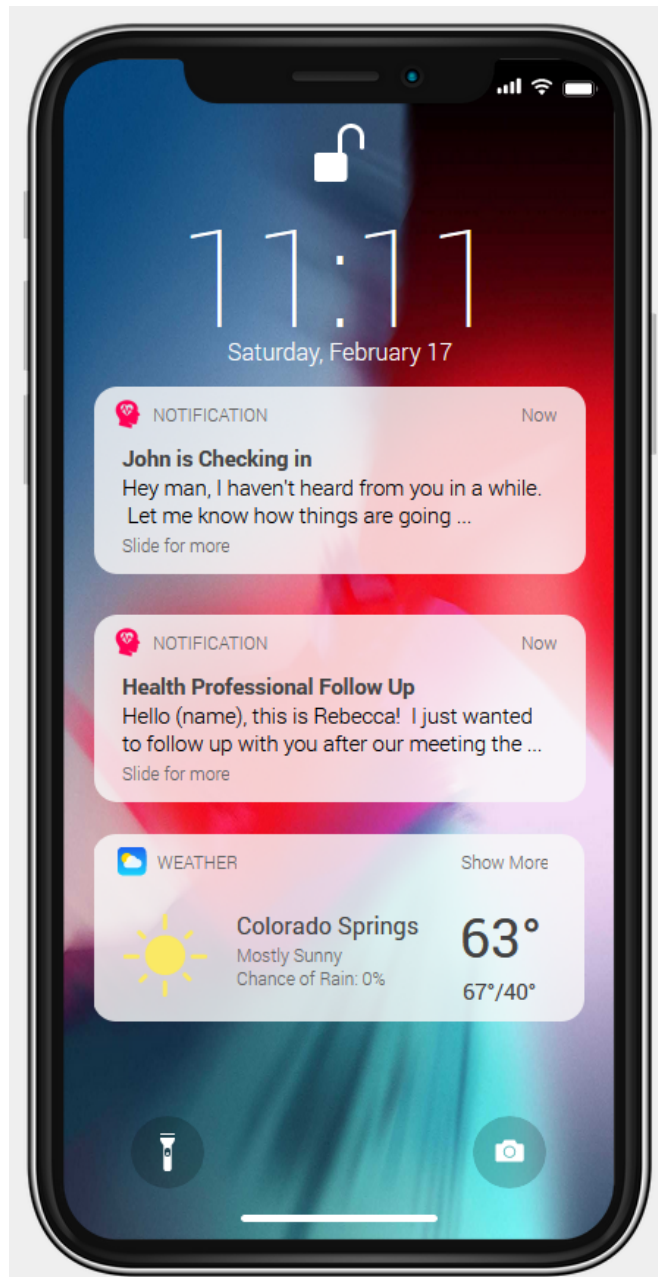 11:11
Saturday, February 17
NOTIFICATION Now
John is Checking in
Hey man, I haven't heard from you in a while.
Let me know how things are going ...
Slide for more
NOTIFICATION Now
Health Professional Follow Up
Hello (name), this is Rebecca! I just wanted
to follow up with you after our meeting the ...
Slide for more
WEATHER Show More
Colorado Springs
63°
Mostly Sunny
Chance of Rain: 0%
67°/40°